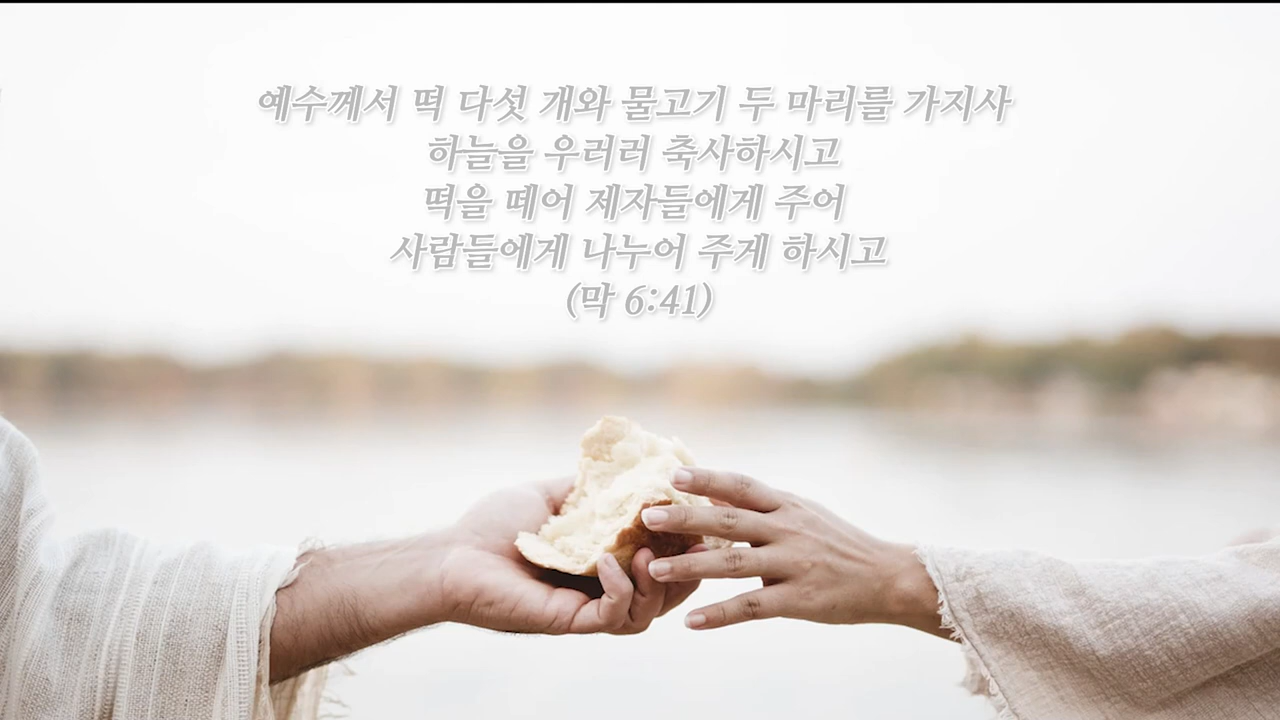 예수께서 떡 다섯 개와 물고기 두 마리를 가지사
하늘을 우러러 축사하시고
떡을 떼어 제자들에게 주어
사람들에게 나누어 주게 하시고
(막 6:41)